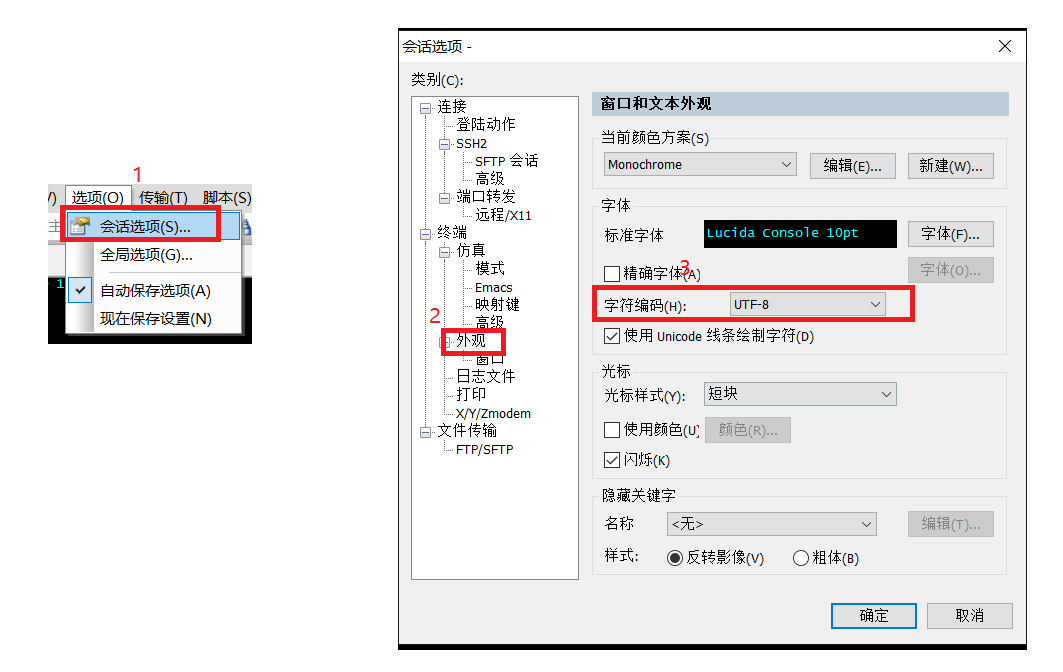 1
选项(O) 传输(T) 脚本(S)
会话选项(S)...
全局选项(G)...
自动保存选项(A)
现在保存设置(N)
会话选项 -
类别(C):
连接
登陆动作
SSH2
SFTP 会话
高级
端口转发
远程/X11
终端
仿真
模式
Emacs
映射键
高级
2
外观
窗口
日志文件
打印
X/Y/Zmodem
文件传输
FTP/SFTP
窗口和文本外观
当前颜色方案(S)
Monochrome 编辑(E)... 新建(W)...
字体
标准字体 Lucida Console 10pt 字体(F)...
精确字体(A) 字体(O)...
3
字符编码(H): UTF-8
使用 Unicode 线条绘制字符(D)
光标
光标样式(Y): 短块
使用颜色(U) 颜色(R)...
闪烁(K)
隐藏关键字
名称 <无> 编辑(T)...
样式: 反转影像(V) 粗体(B)
确定 取消